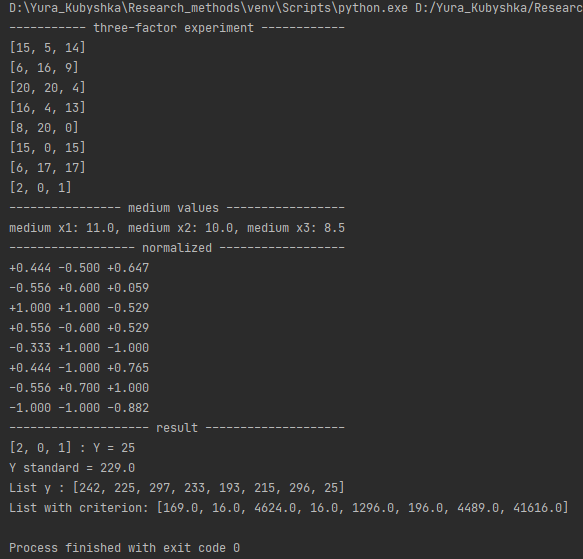 D:\Yura_Kubyshka\Research_methods\venv\Scripts\python.exe D:/Yura_Kubyshka/Researc
----------- three-factor experiment ------------
[15, 5, 14]
[6, 16, 9]
[20, 20, 4]
[16, 4, 13]
[8, 20, 0]
[15, 0, 15]
[6, 17, 17]
[2, 0, 1]
---------------- medium values -----------------
medium x1: 11.0, medium x2: 10.0, medium x3: 8.5
------------------ normalized ------------------
+0.444 -0.500 +0.647
-0.556 +0.600 +0.059
+1.000 +1.000 -0.529
+0.556 -0.600 +0.529
-0.333 +1.000 -1.000
+0.444 -1.000 +0.765
-0.556 +0.700 +1.000
-1.000 -1.000 -0.882
-------------------- result --------------------
[2, 0, 1] : Y = 25
Y standard = 229.0
List y : [242, 225, 297, 233, 193, 215, 296, 25]
List with criterion: [169.0, 16.0, 4624.0, 16.0, 1296.0, 196.0, 4489.0, 41616.0]
Process finished with exit code 0